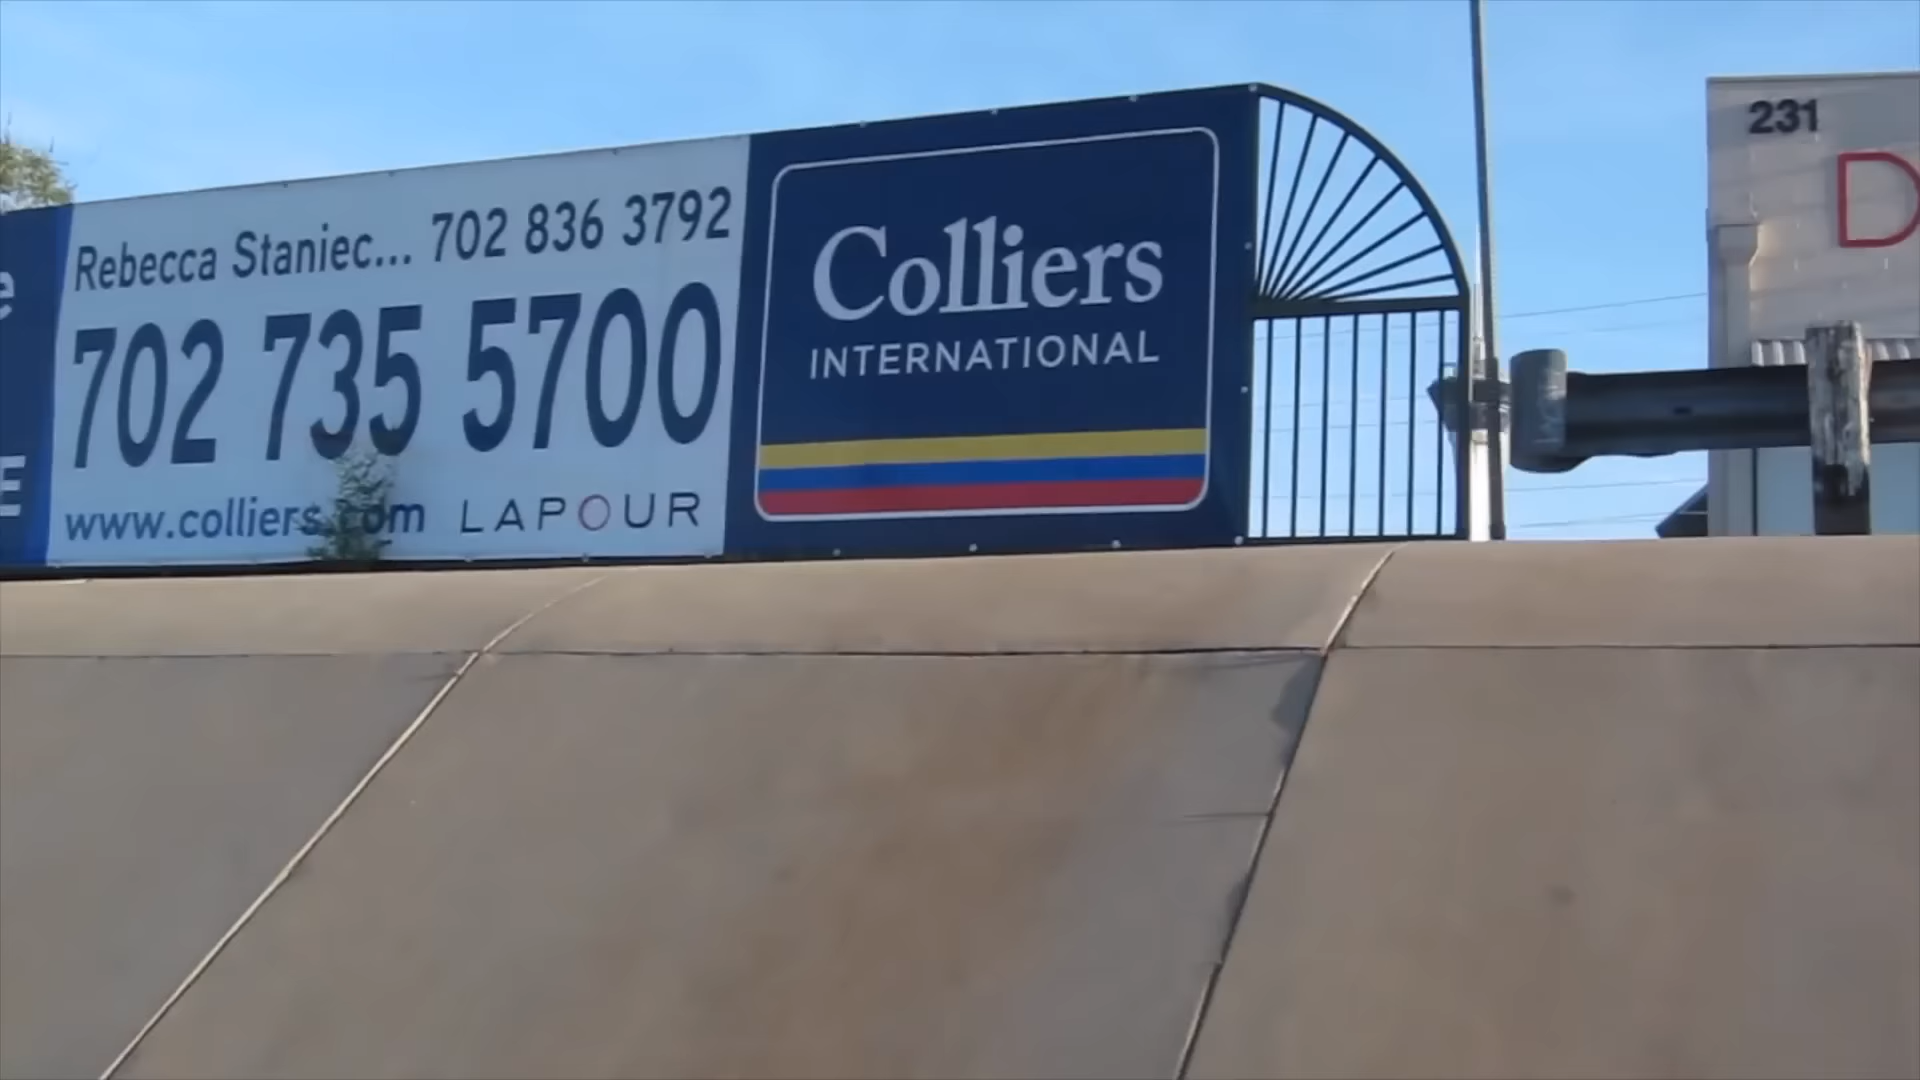 Rebecca Staniec... 702 836 3792
702 735 5700
www.colliers.com LAPOUR
Colliers
INTERNATIONAL
231
D
e
E